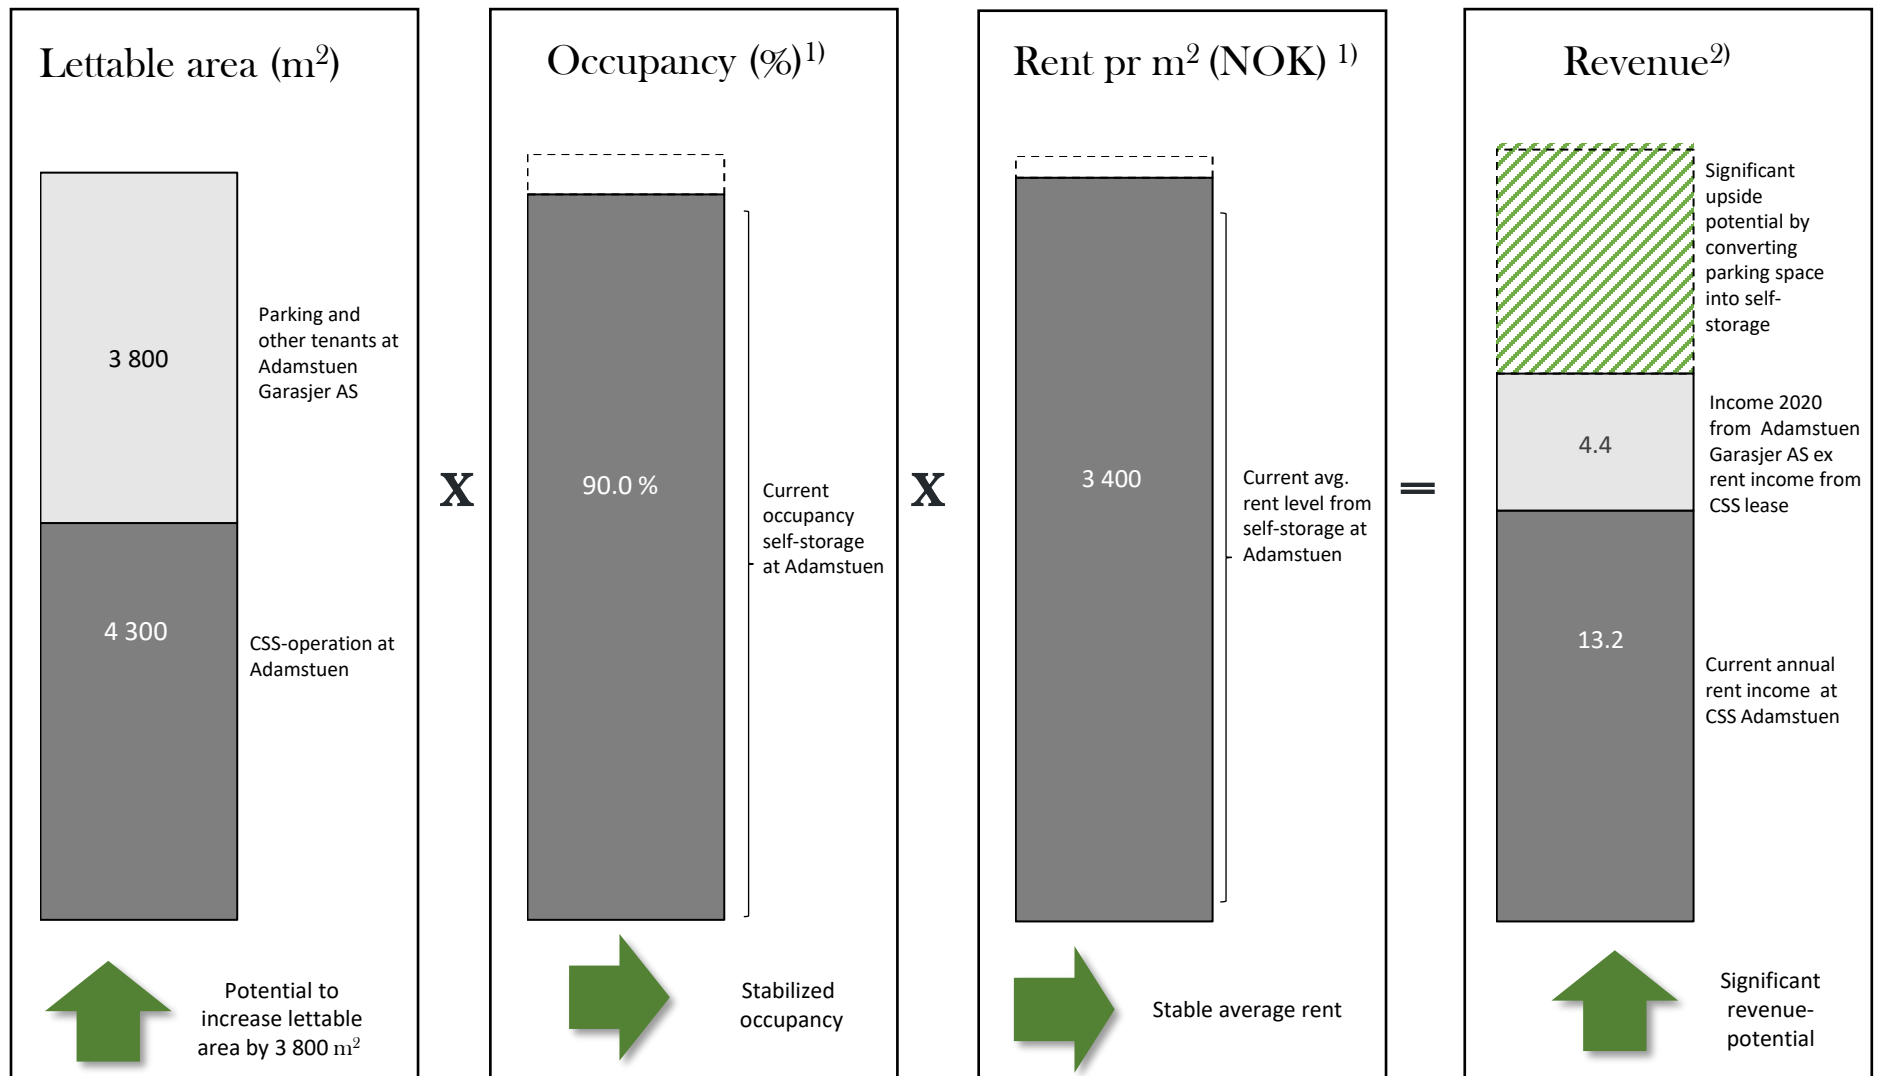 Lettable area (m²)
3 800
Parking and
other tenants at
Adamstuen
Garasjer AS
4 300
CSS-operation at
Adamstuen
Potential to
increase lettable
area by 3 800 m²
x
Occupancy (%)¹⁾
90.0 %
Current
occupancy
self-storage
at Adamstuen
Stabilized
occupancy
x
Rent pr m² (NOK) ¹⁾
3 400
Current avg.
rent level from
self-storage at
Adamstuen
Stable average rent
=
Revenue²⁾
Significant
upside
potential by
converting
parking space
into self-
storage
4.4
Income 2020
from Adamstuen
Garasjer AS ex
rent income from
CSS lease
13.2
Current annual
rent income at
CSS Adamstuen
Significant
revenue-
potential